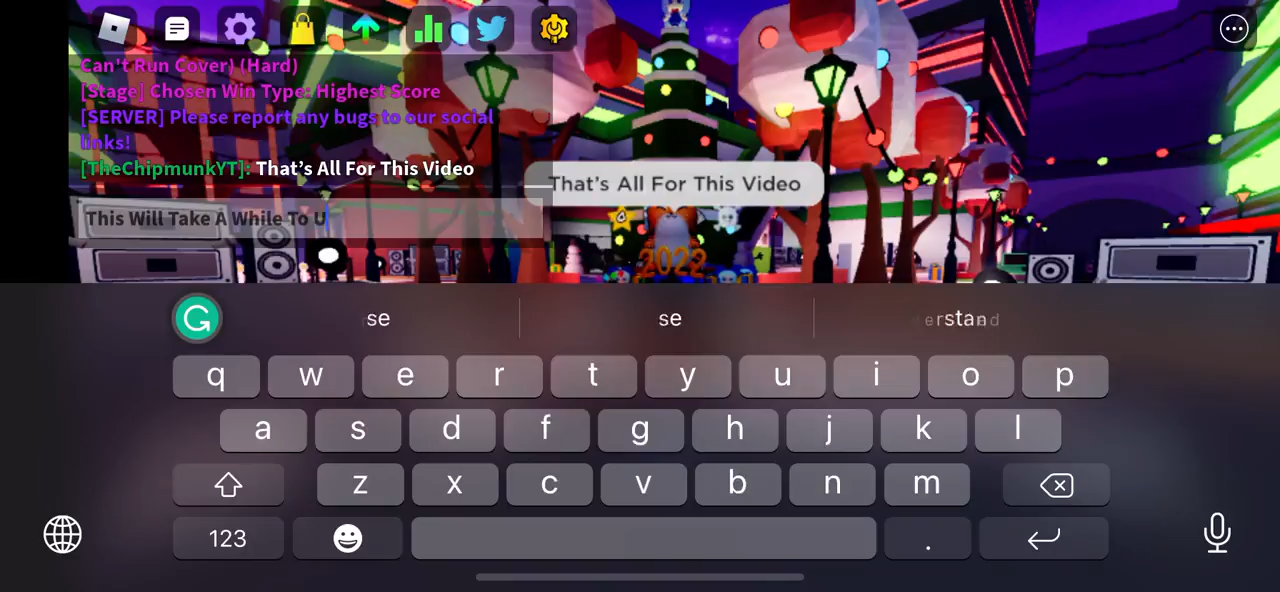 Can't Run Cover) (Hard)
[Stage] Chosen Win Type: Highest Score
[SERVER] Please report any bugs to our social
links!
[TheChipmunkYT]: That's All For This Video
That's All For This Video
This Will Take A While To U
2022
se se
q w e r t y u i o p
a s d f g h j k l
z x c v b n m
123 .